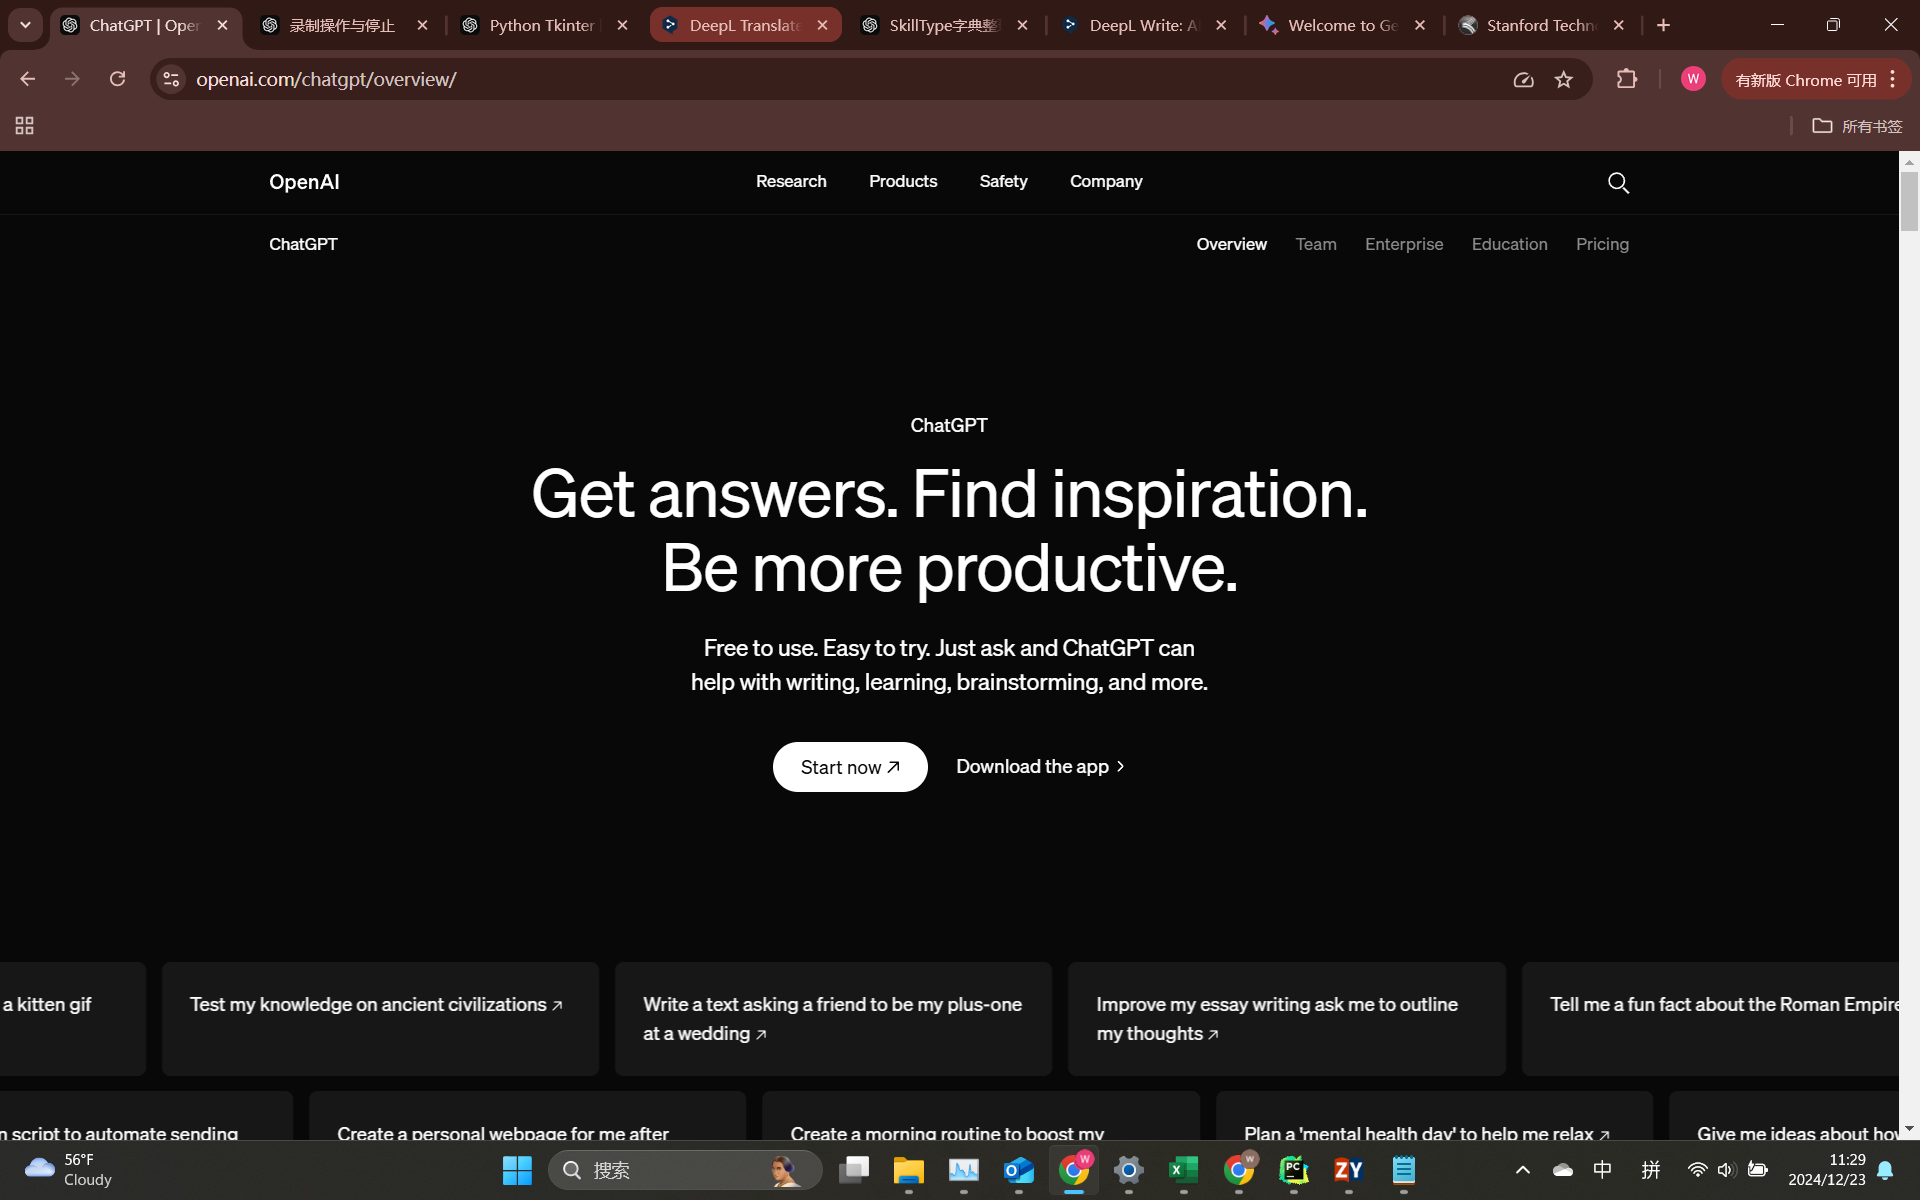 ChatGPT | Open
录制操作与停止
Python Tkinter
DeepL Translate
SkillType字典整
DeepL Write: A
Welcome to Ge
Stanford Techn
openai.com/chatgpt/overview/
W
有新版 Chrome 可用
所有书签
OpenAI
Research
Products
Safety
Company
ChatGPT
Overview
Team
Enterprise
Education
Pricing
ChatGPT
Get answers. Find inspiration.
Be more productive.
Free to use. Easy to try. Just ask and ChatGPT can
help with writing, learning, brainstorming, and more.
Start now ↗
Download the app >
a kitten gif
Test my knowledge on ancient civilizations ↗
Write a text asking a friend to be my plus-one
at a wedding ↗
Improve my essay writing ask me to outline
my thoughts ↗
Tell me a fun fact about the Roman Empire
n script to automate sending
Create a personal webpage for me after
Create a morning routine to boost my
Plan a 'mental health day' to help me relax ↗
Give me ideas about how
56°F
Cloudy
搜索
W
W
PC
ZY
中
拼
11:29
2024/12/23